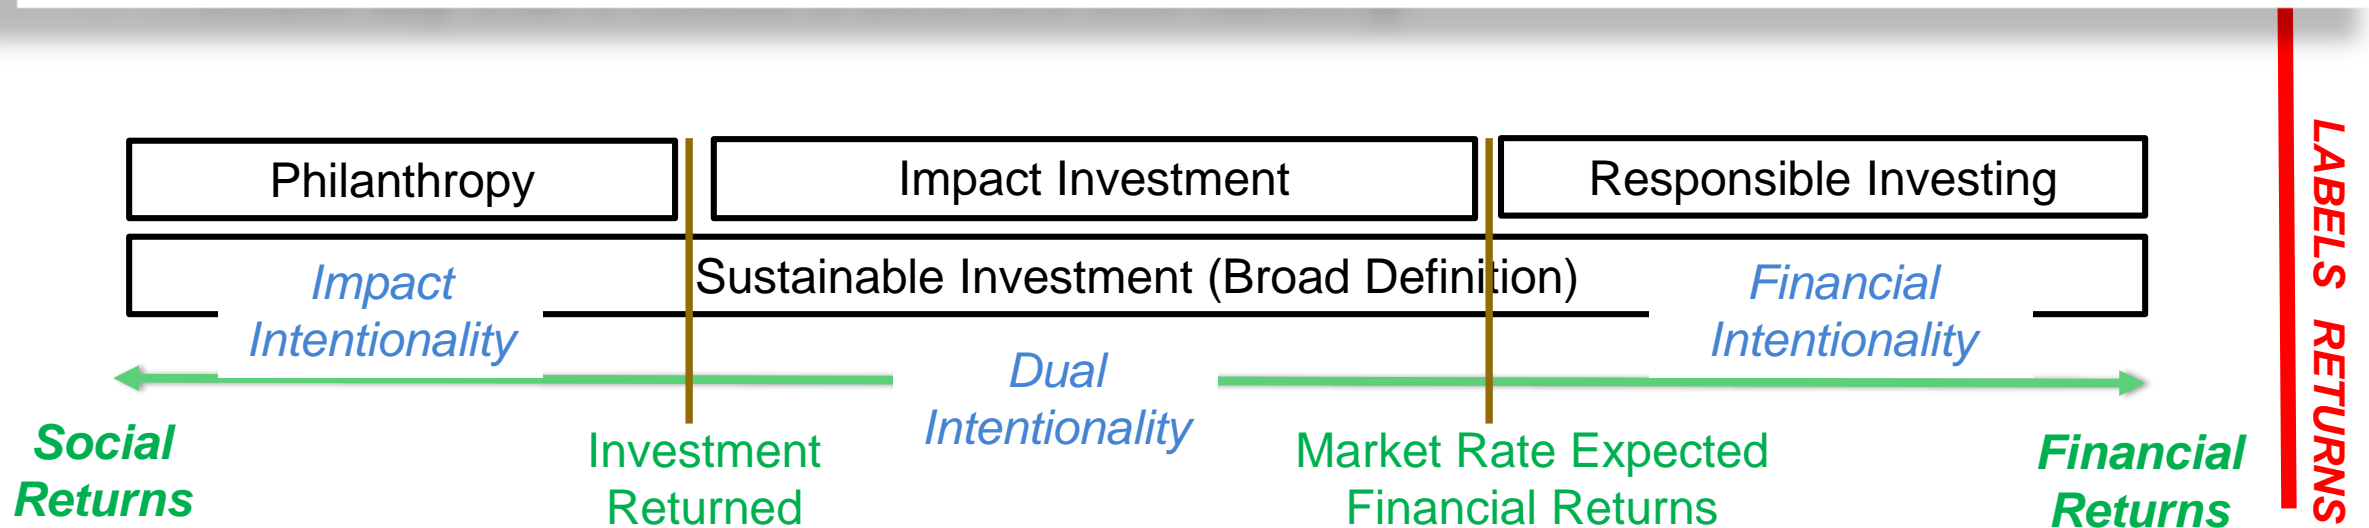 Philanthropy
Impact Investment
Responsible Investing
Sustainable Investment (Broad Definition)
Impact
Intentionality
Financial
Intentionality
Dual
Intentionality
Social
Returns
Investment
Returned
Market Rate Expected
Financial Returns
Financial
Returns
LABELS RETURNS